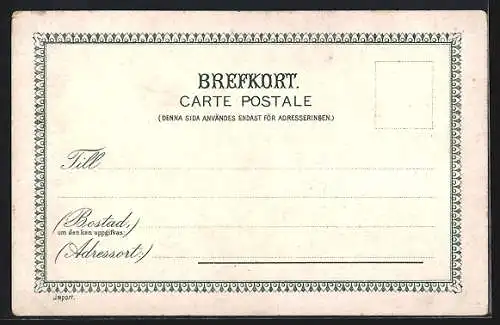 BREFKORT.
CARTE POSTALE
(DENNA SIDA ANVÄNDES ENDAST FÖR ADRESSERINGEN.)
Till
(Bostad,)
om den kan uppgifvas
(Adressort:)
Import.